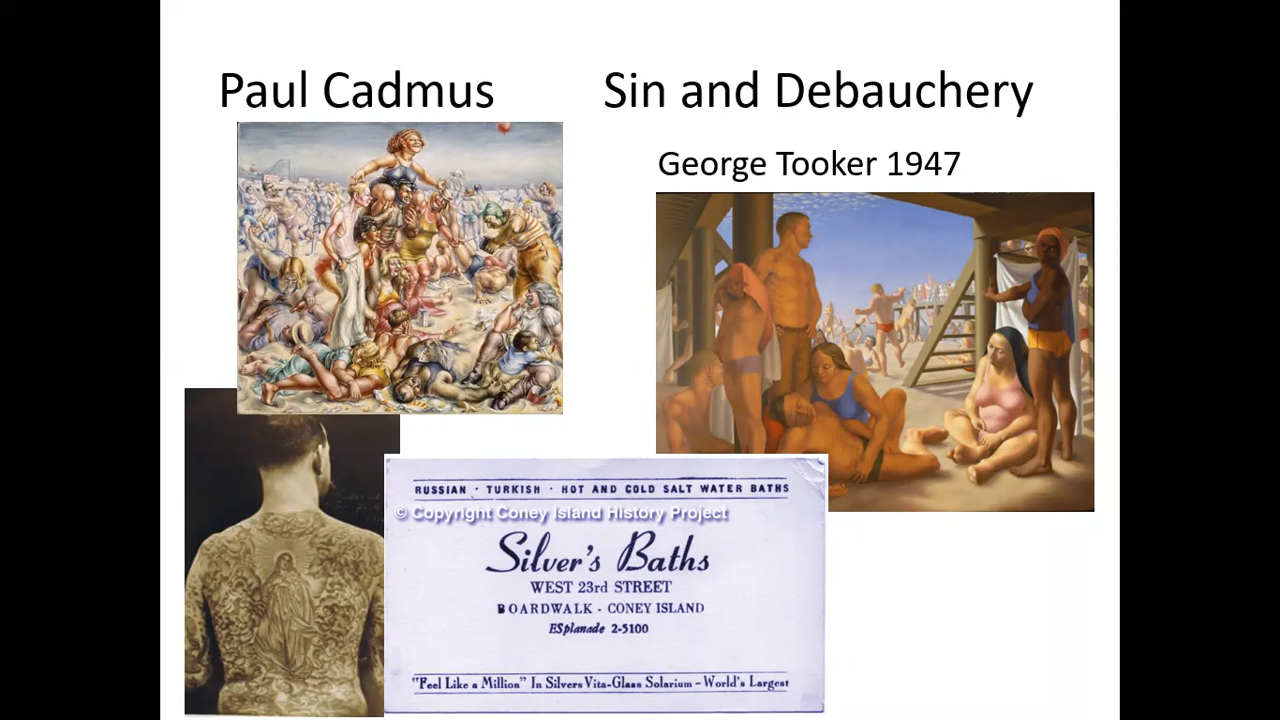 Paul Cadmus
Sin and Debauchery
George Tooker 1947
RUSSIAN · TURKISH · HOT AND COLD SALT WATER BATHS
© Copyright Coney Island History Project
Silver's Baths
WEST 23rd STREET
BOARDWALK - CONEY ISLAND
ESplanade 2-5100
"Feel Like a Million" In Silvers Vita-Glass Solarium - World's Largest